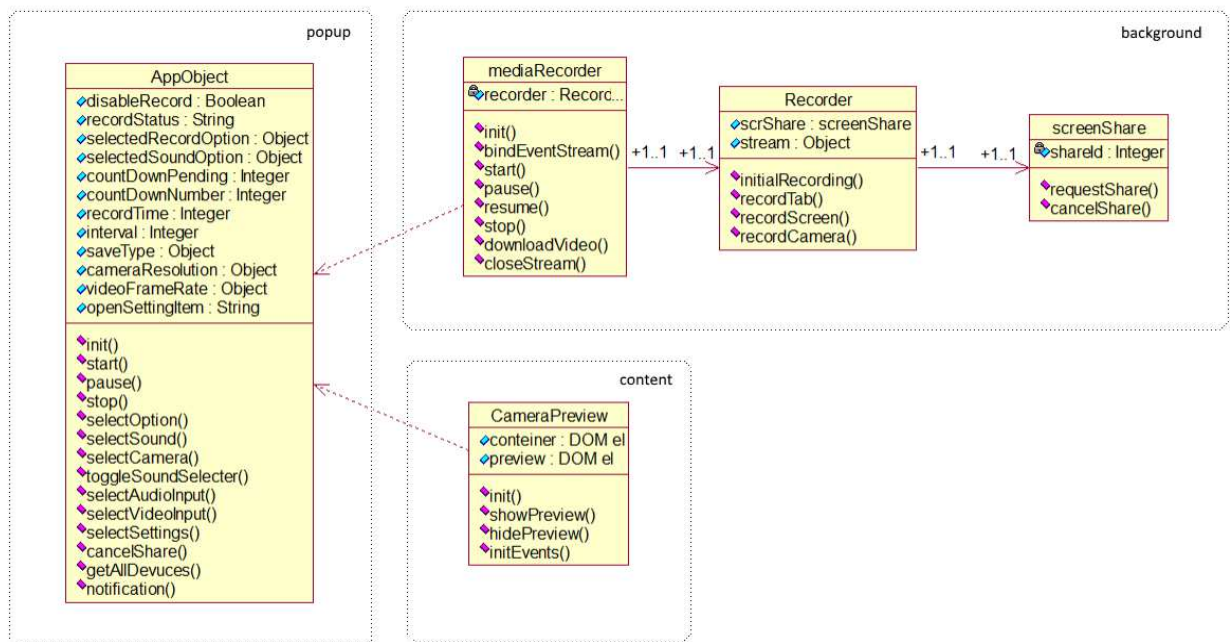 popup
AppObject
disableRecord : Boolean
recordStatus : String
selectedRecordOption : Object
selectedSoundOption : Object
countDownPending : Integer
countDownNumber : Integer
recordTime : Integer
interval : Integer
saveType : Object
cameraResolution : Object
videoFrameRate : Object
openSettingItem : String
init()
start()
pause()
stop()
selectOption()
selectSound()
selectCamera()
toggleSoundSelecter()
selectAudioInput()
selectVideoInput()
selectSettings()
cancelShare()
getAllDevuces()
notification()
background
mediaRecorder
recorder : Record...
init()
bindEventStream()
start()
pause()
resume()
stop()
downloadVideo()
closeStream()
+1..1 +1..1
Recorder
scrShare : screenShare
stream : Object
initialRecording()
recordTab()
recordScreen()
recordCamera()
+1..1 +1..1
screenShare
shareId : Integer
requestShare()
cancelShare()
content
CameraPreview
conteiner : DOM el
preview : DOM el
init()
showPreview()
hidePreview()
initEvents()